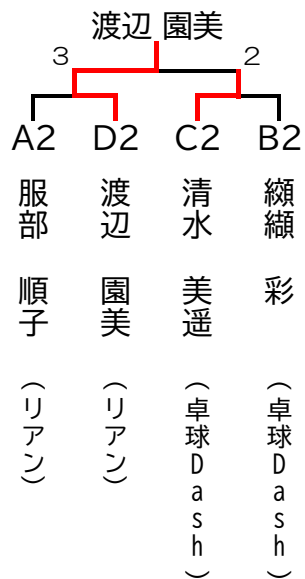 渡辺 園美
3 2
A2 D2 C2 B2
服部 順子 (リアン)
渡辺 園美 (リアン)
清水 美遥 (卓球Dash)
纐纈 彩 (卓球Dash)